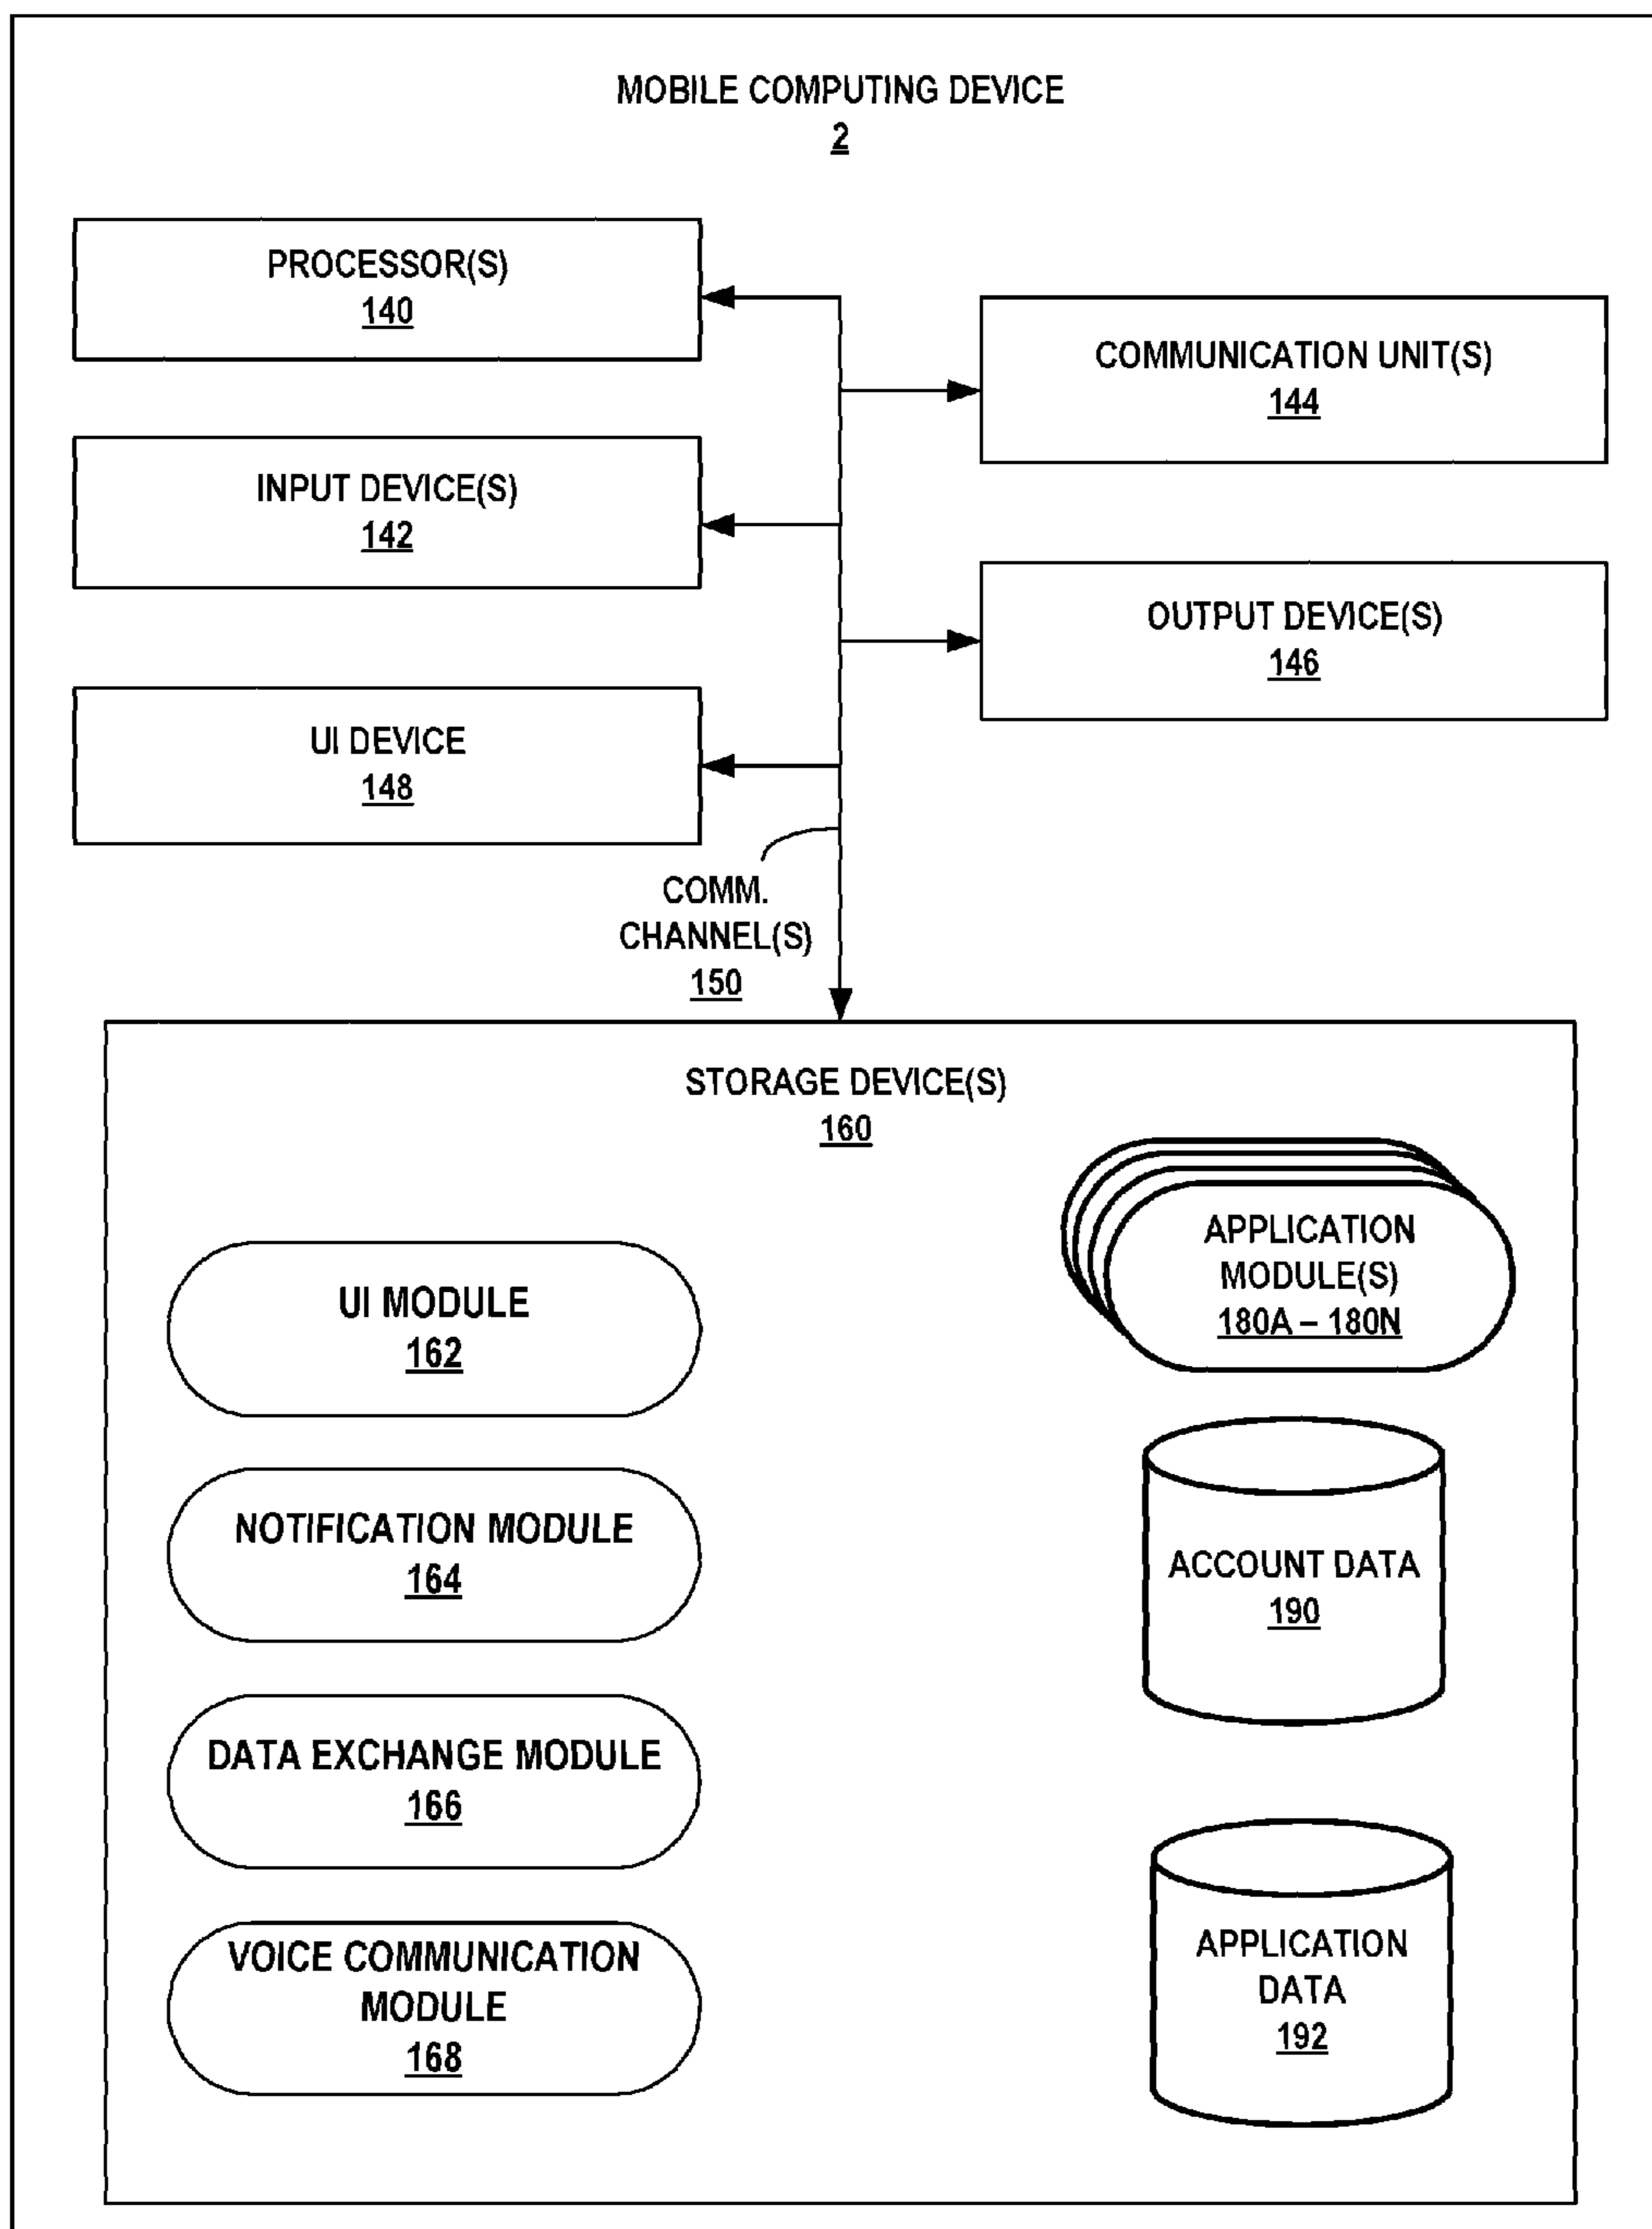 MOBILE COMPUTING DEVICE
2
PROCESSOR(S)
140
COMMUNICATION UNIT(S)
144
INPUT DEVICE(S)
142
OUTPUT DEVICE(S)
146
UI DEVICE
148
COMM.
CHANNEL(S)
150
STORAGE DEVICE(S)
160
UI MODULE
162
NOTIFICATION MODULE
164
DATA EXCHANGE MODULE
166
VOICE COMMUNICATION
MODULE
168
APPLICATION
MODULE(S)
180A – 180N
ACCOUNT DATA
190
APPLICATION
DATA
192